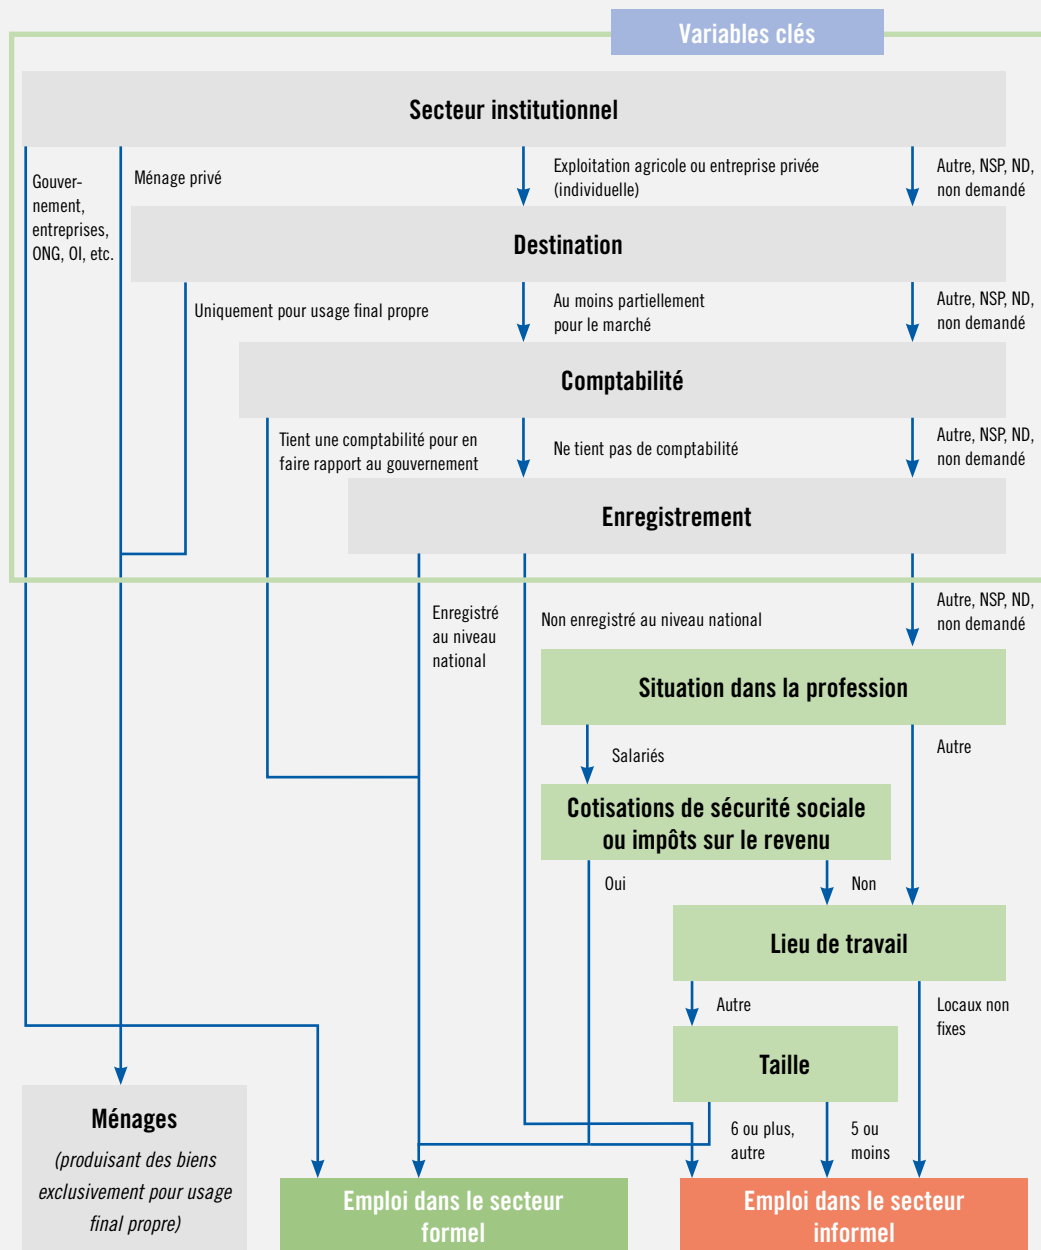 Variables clés
Secteur institutionnel
Gouver-
nement,
entreprises,
ONG, OI, etc.
Ménage privé
Exploitation agricole ou entreprise privée
(individuelle)
Autre, NSP, ND,
non demandé
Destination
Uniquement pour usage final propre
Au moins partiellement
pour le marché
Autre, NSP, ND,
non demandé
Comptabilité
Tient une comptabilité pour en
faire rapport au gouvernement
Ne tient pas de comptabilité
Autre, NSP, ND,
non demandé
Enregistrement
Enregistré
au niveau
national
Non enregistré au niveau national
Autre, NSP, ND,
non demandé
Situation dans la profession
Salariés
Autre
Cotisations de sécurité sociale
ou impôts sur le revenu
Oui
Non
Lieu de travail
Autre
Locaux non
fixes
Taille
6 ou plus,
autre
5 ou
moins
Ménages
(produisant des biens
exclusivement pour usage
final propre)
Emploi dans le secteur
formel
Emploi dans le secteur
informel